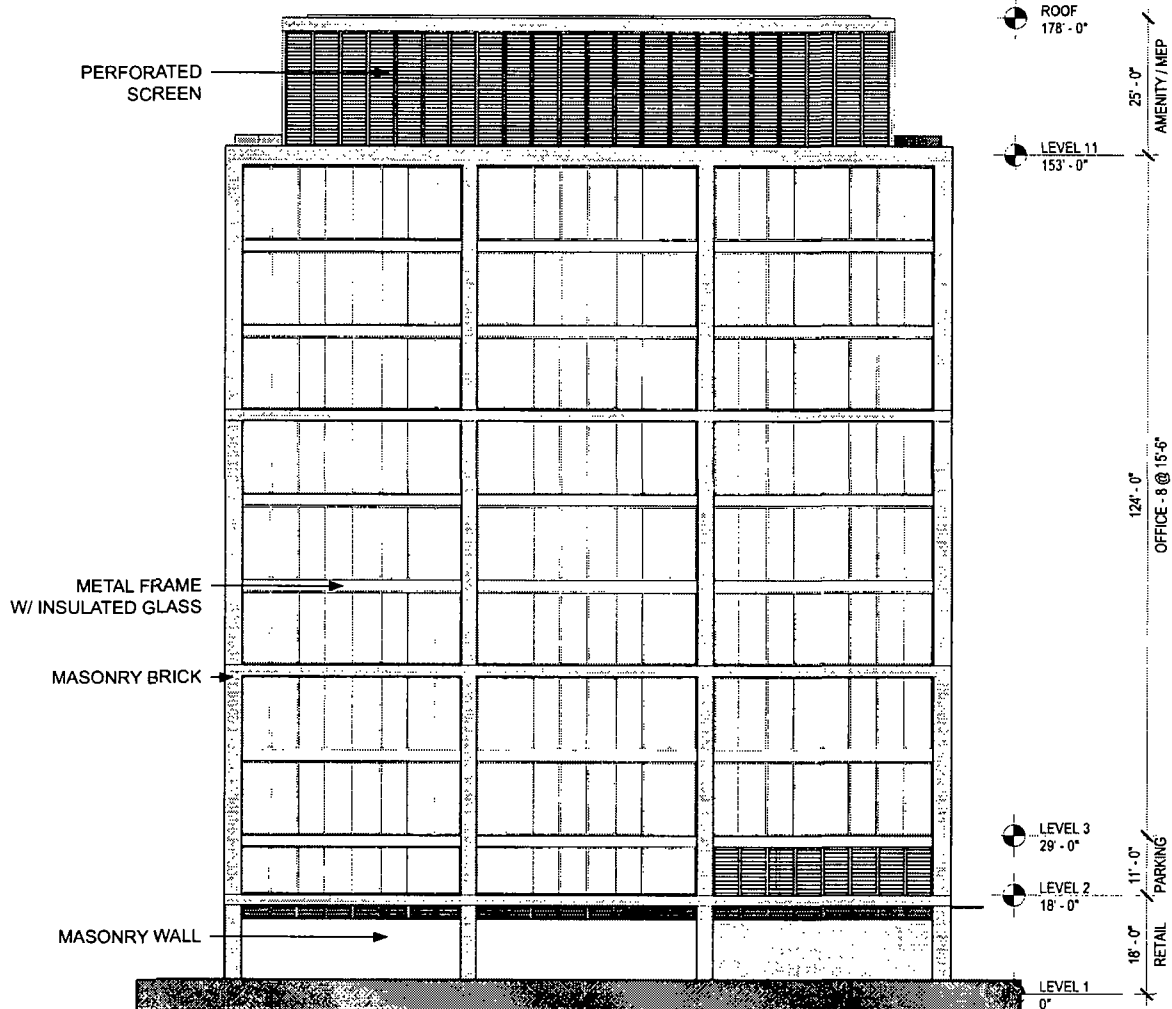 ROOF
178' - 0"
PERFORATED
SCREEN
25' - 0"
AMENITY / MEP
LEVEL 11
153' - 0"
124' - 0"
OFFICE - 8 @ 15'-6"
METAL FRAME
W/ INSULATED GLASS
MASONRY BRICK
LEVEL 3
29' - 0"
11' - 0"
PARKING
LEVEL 2
18' - 0"
MASONRY WALL
18' - 0"
RETAIL
LEVEL 1
0"